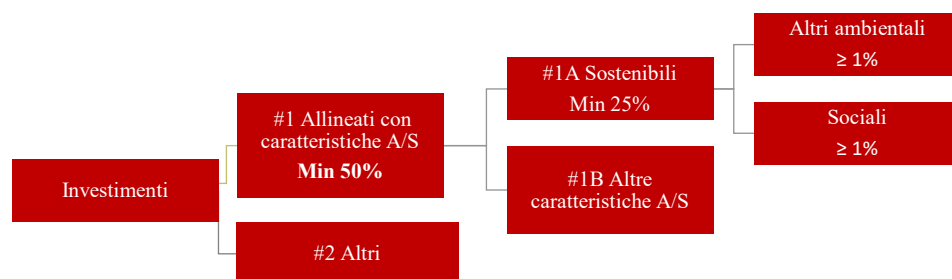 Investimenti
#1 Allineati con
caratteristiche A/S
Min 50%
#2 Altri
#1A Sostenibili
Min 25%
#1B Altre
caratteristiche A/S
Altri ambientali
≥ 1%
Sociali
≥ 1%